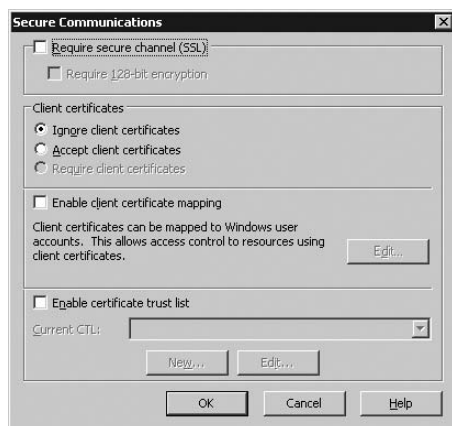 Secure Communications
Require secure channel (SSL)
Require 128-bit encryption
Client certificates
Ignore client certificates
Accept client certificates
Require client certificates
Enable client certificate mapping
Client certificates can be mapped to Windows user
accounts. This allows access control to resources using
client certificates.
Edit...
Enable certificate trust list
Current CTL:
New...
Edit...
OK
Cancel
Help